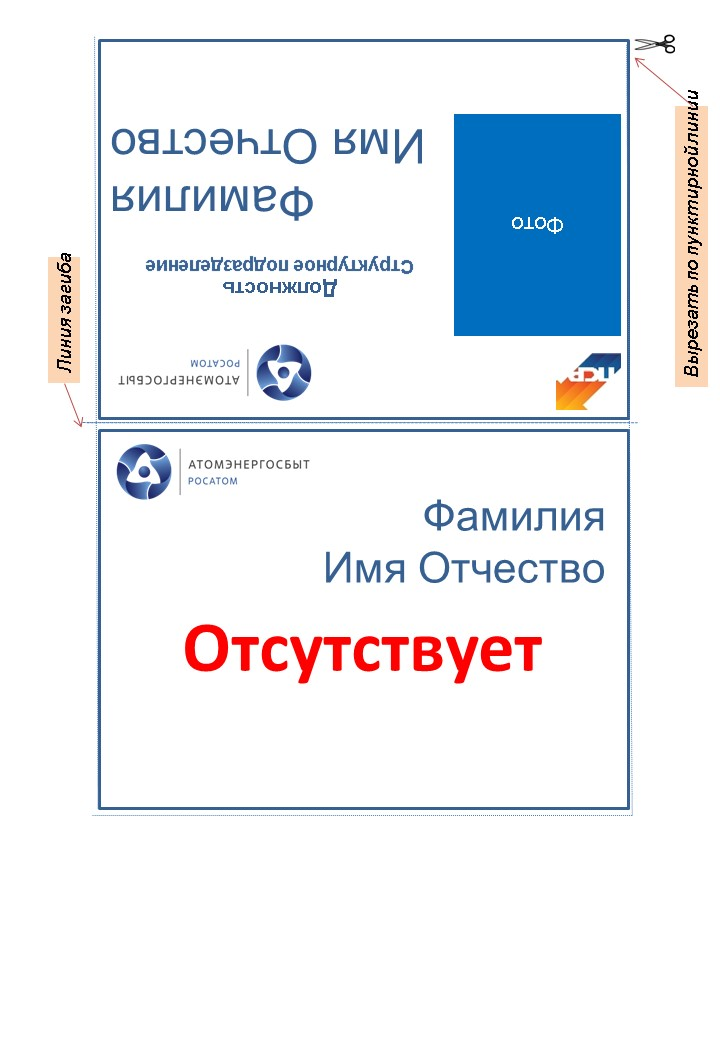 Вырезать по пунктирной линии
Линия загиба
Имя Отчество
Фамилия
Фото
Структурное подразделение
Должность
РОСАТОМ
АТОМЭНЕРГОСБЫТ
ПСР
АТОМЭНЕРГОСБЫТ
РОСАТОМ
Фамилия
Имя Отчество
Отсутствует